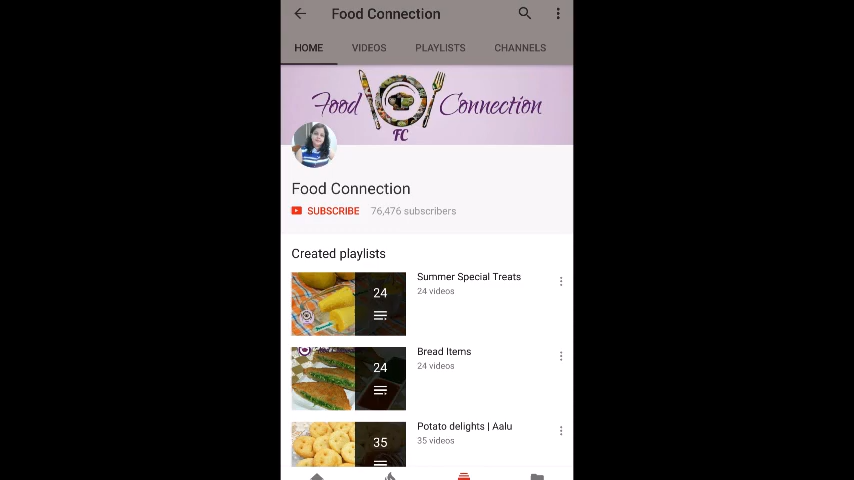 Food Connection
HOME VIDEOS PLAYLISTS CHANNELS
Food Connection
FC
Food Connection
SUBSCRIBE 76,476 subscribers
Created playlists
24
Summer Special Treats
24 videos
24
Bread Items
24 videos
35
Potato delights | Aalu
35 videos